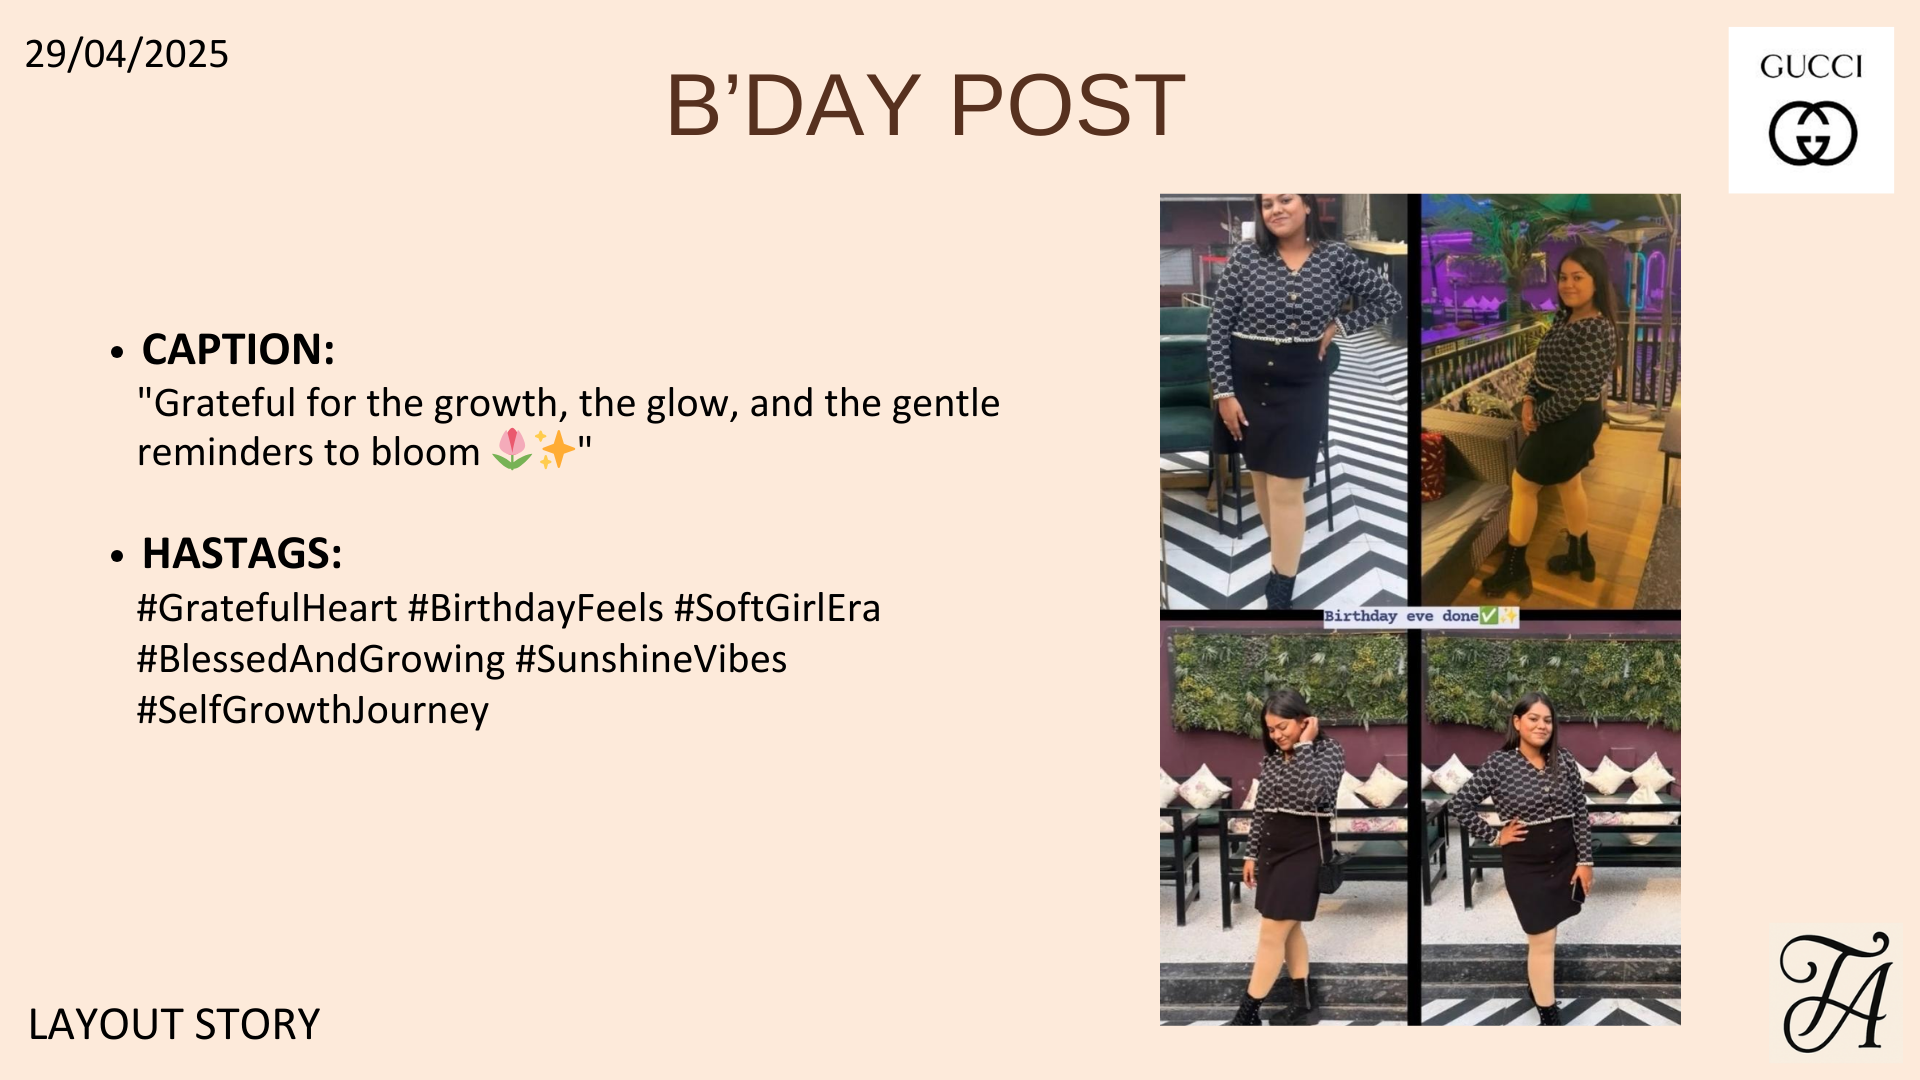 29/04/2025
B’DAY POST
GUCCI
• CAPTION:
"Grateful for the growth, the glow, and the gentle
reminders to bloom 🌷✨"
• HASTAGS:
#GratefulHeart #BirthdayFeels #SoftGirlEra
#BlessedAndGrowing #SunshineVibes
#SelfGrowthJourney
Birthday eve done✅✨
LAYOUT STORY
TA